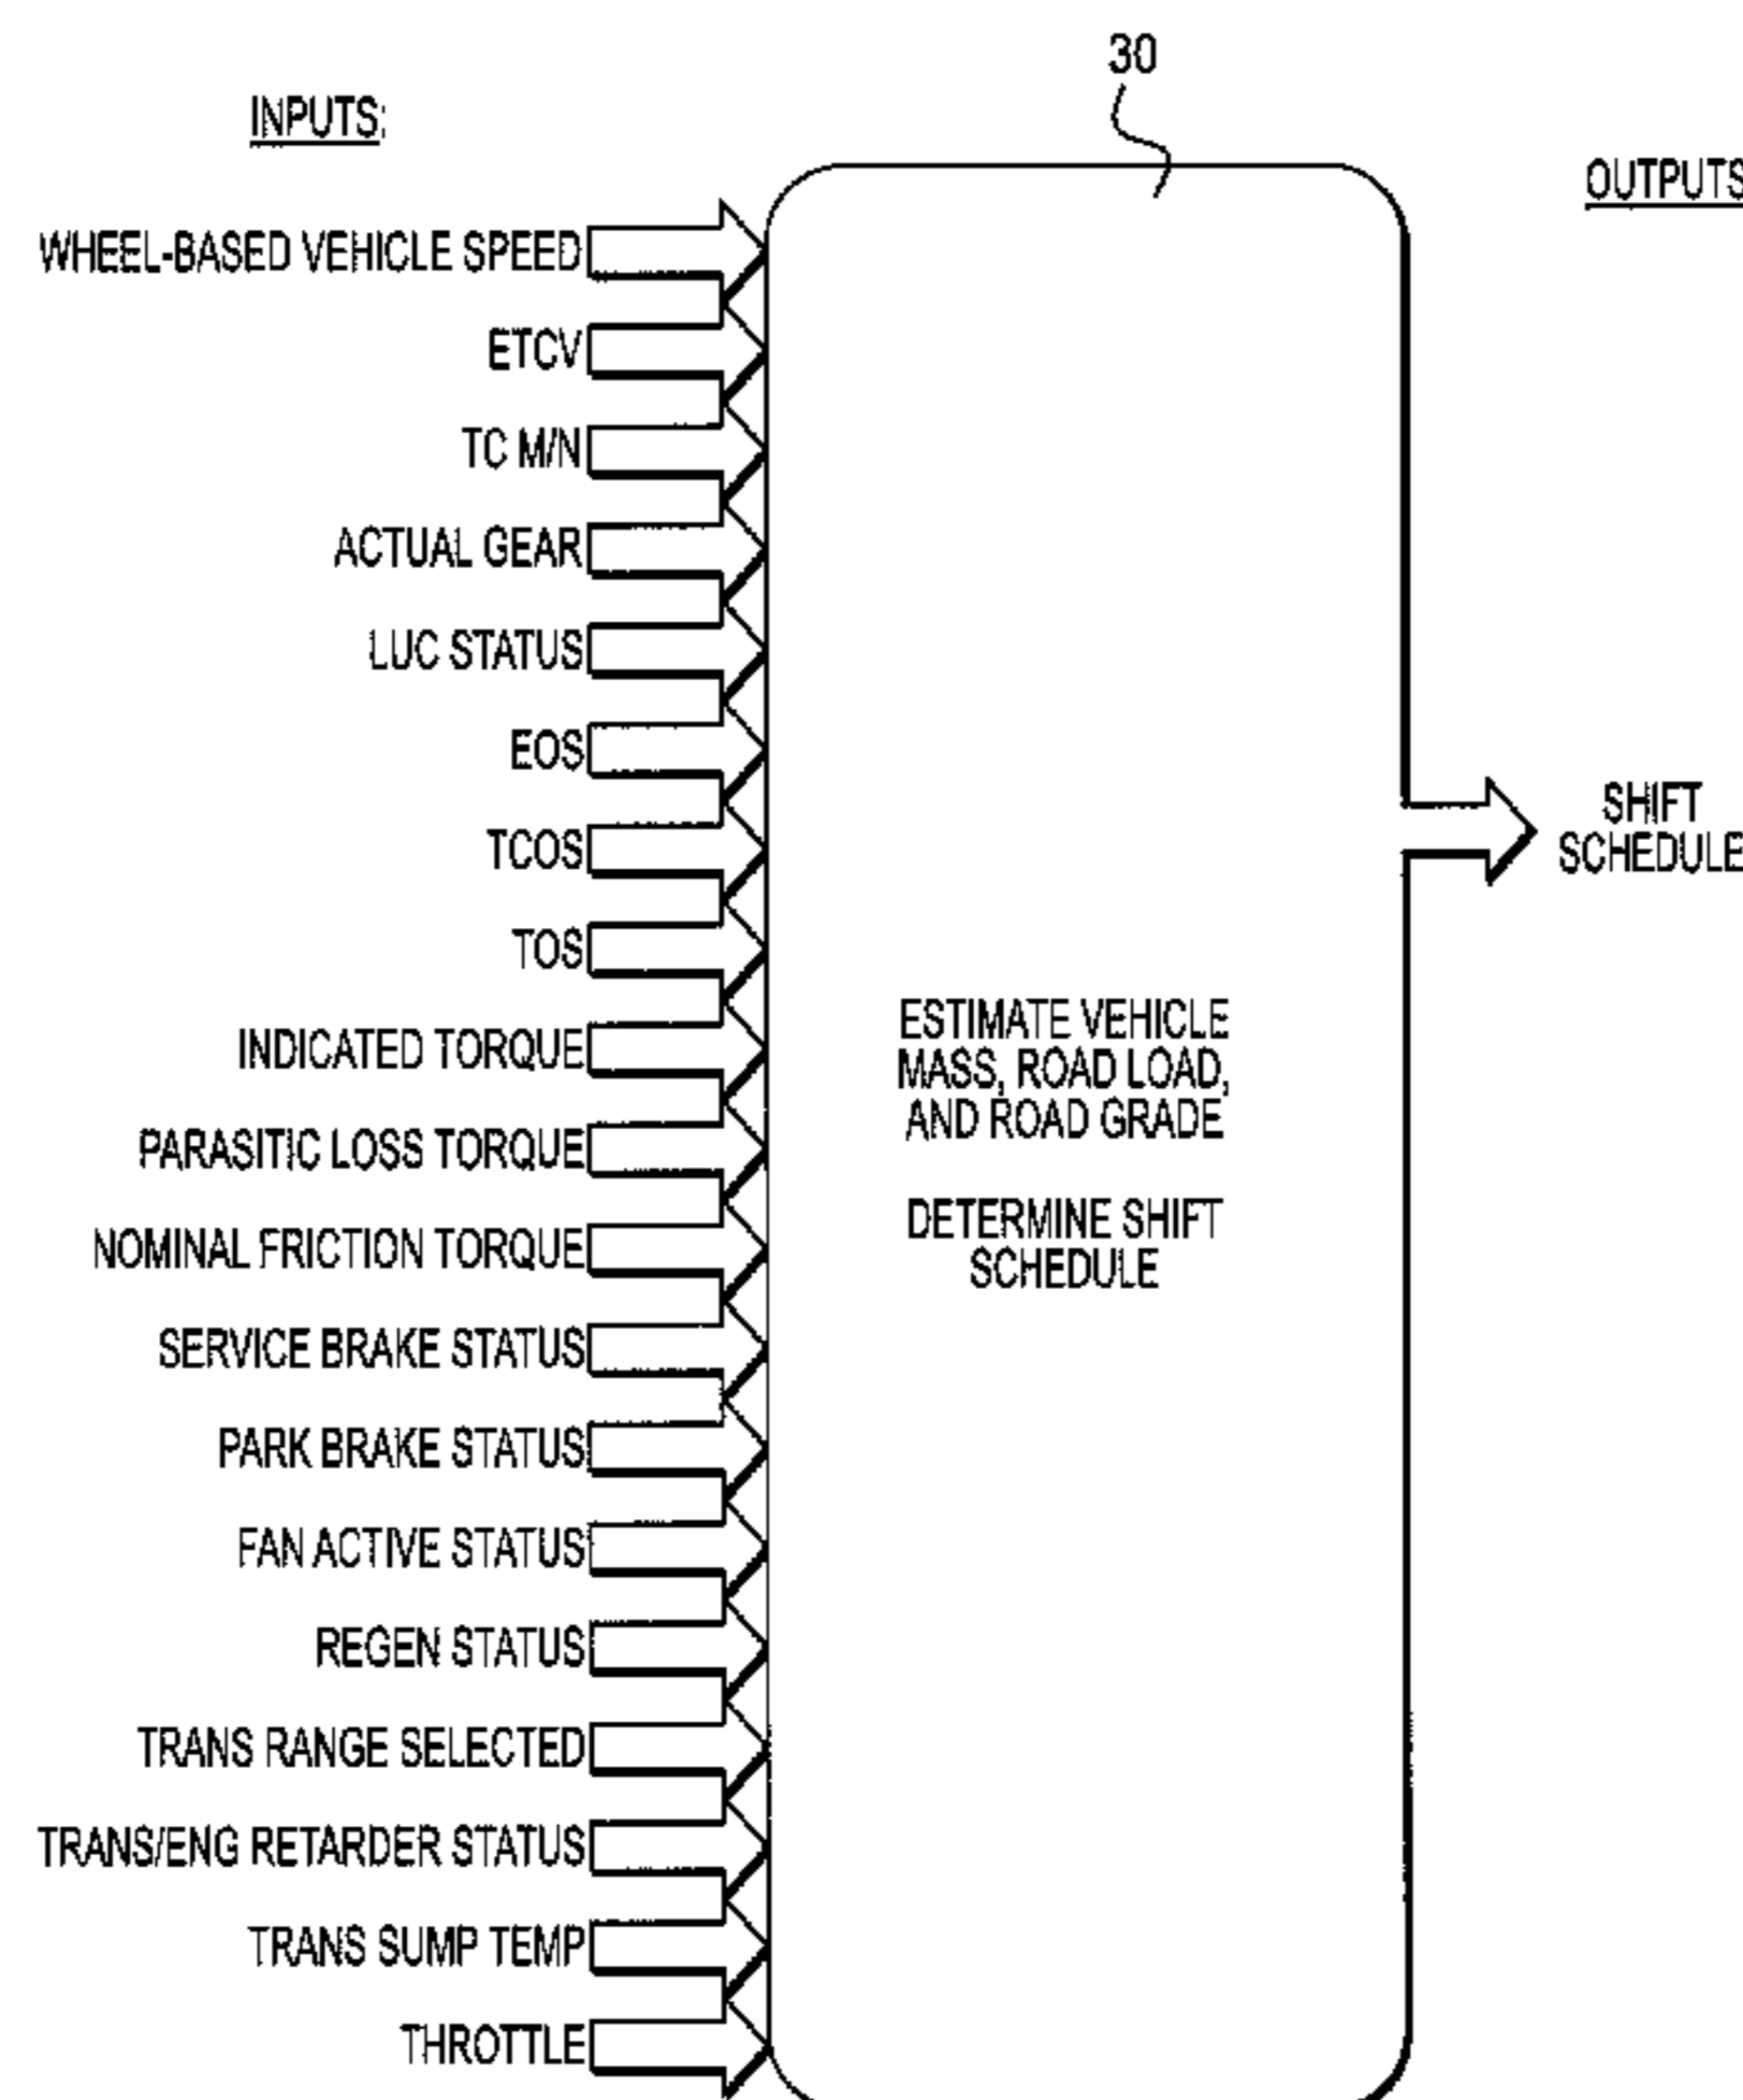 30
INPUTS:
OUTPUTS
WHEEL-BASED VEHICLE SPEED
ETCV
TC M/N
ACTUAL GEAR
LUC STATUS
EOS
TCOS
TOS
INDICATED TORQUE
PARASITIC LOSS TORQUE
NOMINAL FRICTION TORQUE
SERVICE BRAKE STATUS
PARK BRAKE STATUS
FAN ACTIVE STATUS
REGEN STATUS
TRANS RANGE SELECTED
TRANS/ENG RETARDER STATUS
TRANS SUMP TEMP
THROTTLE
ESTIMATE VEHICLE
MASS, ROAD LOAD,
AND ROAD GRADE
DETERMINE SHIFT
SCHEDULE
SHIFT
SCHEDULE